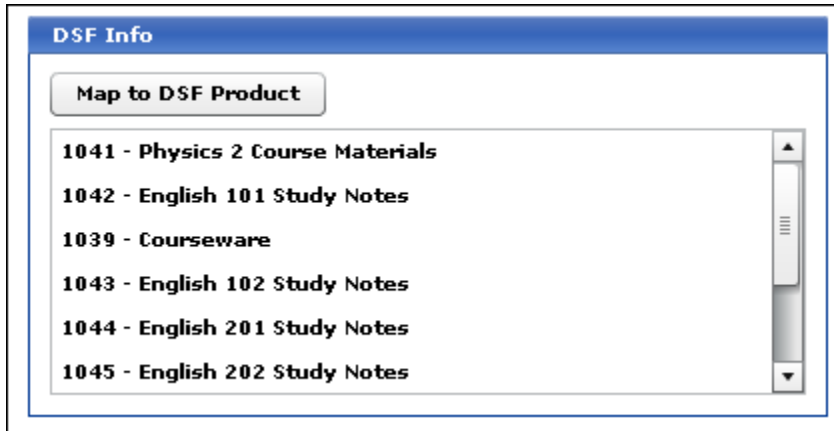 DSF Info
Map to DSF Product
1041 - Physics 2 Course Materials
1042 - English 101 Study Notes
1039 - Courseware
1043 - English 102 Study Notes
1044 - English 201 Study Notes
1045 - English 202 Study Notes